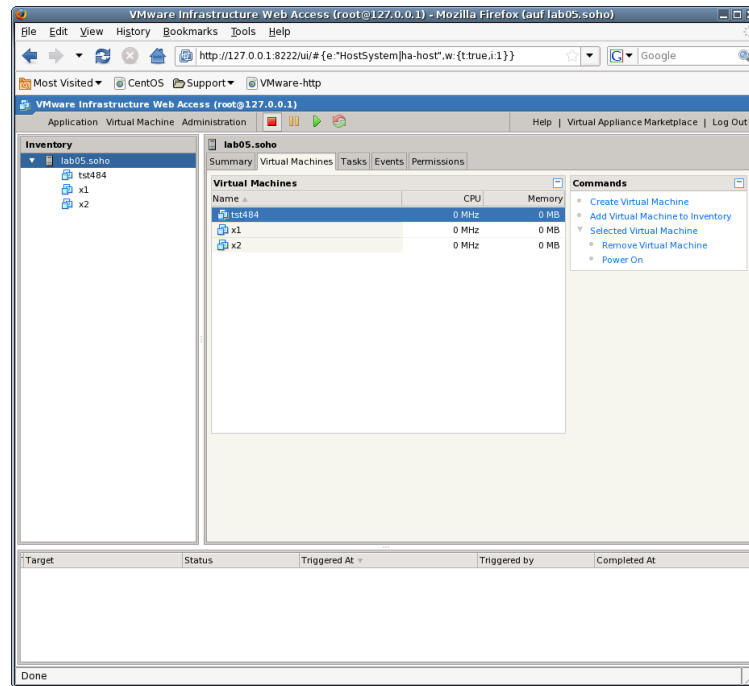 VMware Infrastructure Web Access (root@127.0.0.1) - Mozilla Firefox (auf lab05.soho)
File Edit View History Bookmarks Tools Help
http://127.0.0.1:8222/ui/#{e:"HostSystem|ha-host",w:{t:true,i:1}}
G Google
Most Visited CentOS Support VMware-http
VMware Infrastructure Web Access (root@127.0.0.1)
Application Virtual Machine Administration Help | Virtual Appliance Marketplace | Log Out
Inventory
lab05.soho
tst484
x1
x2
lab05.soho
Summary Virtual Machines Tasks Events Permissions
Virtual Machines
Name CPU Memory
tst484 0 MHz 0 MB
x1 0 MHz 0 MB
x2 0 MHz 0 MB
Commands
Create Virtual Machine
Add Virtual Machine to Inventory
Selected Virtual Machine
Remove Virtual Machine
Power On
Target Status Triggered At Triggered by Completed At
Done